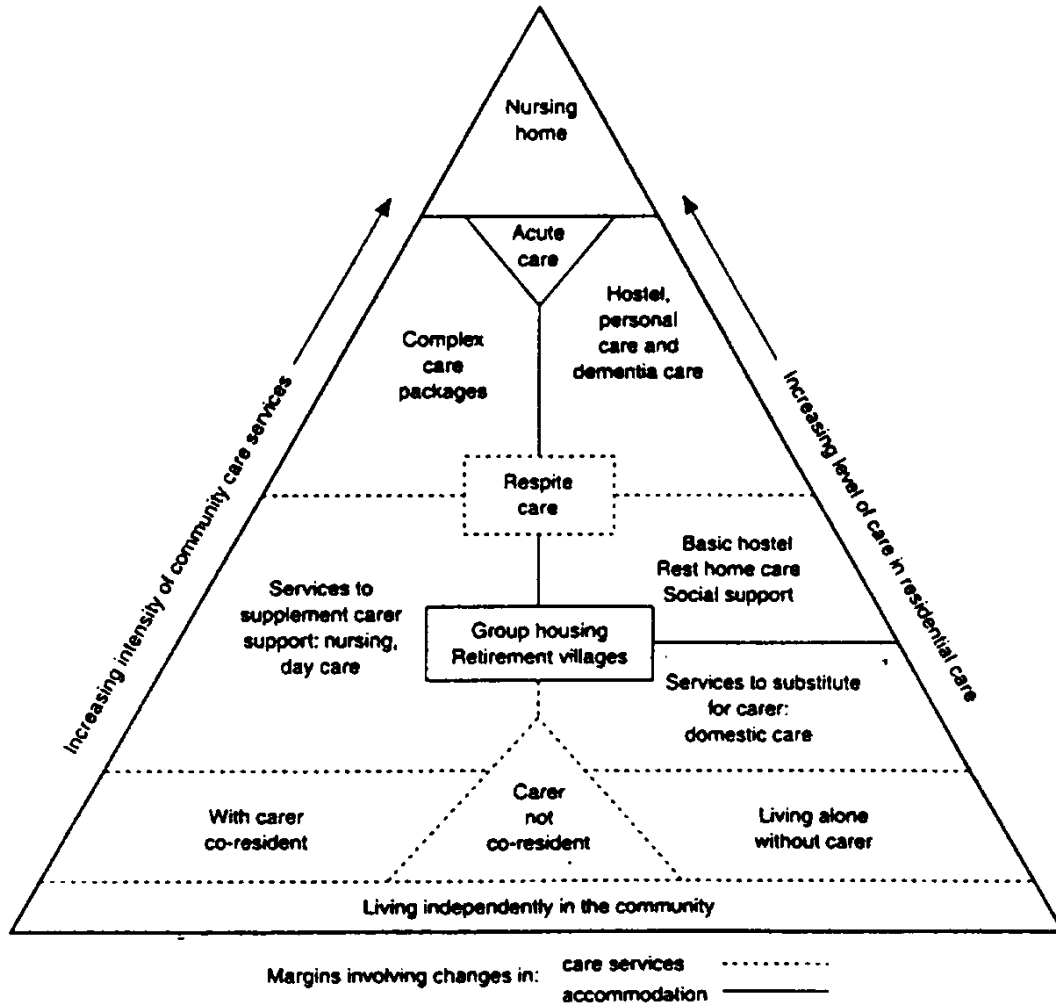 Nursing
home
Acute
care
Hostel,
personal
care and
dementia care
Complex
care
packages
Increasing intensity of community care services
Increasing level of care in residential care
Respite
care
Basic hostel
Rest home care
Social support
Services to
supplement carer
support: nursing,
day care
Group housing
Retirement villages
Services to substitute
for carer:
domestic care
With carer
co-resident
Carer
not
co-resident
Living alone
without carer
Living independently in the community
Margins involving changes in:
care services
accommodation